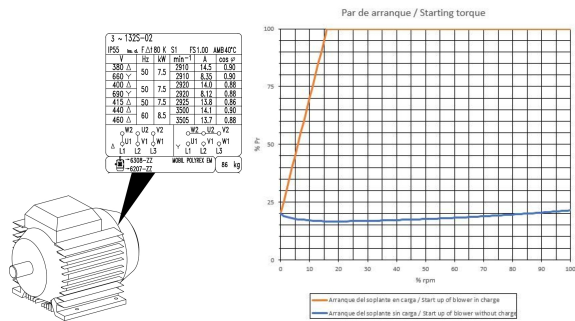 3 ~ 132S-02
IP55 F Δt 80 K S1 FS1.00 AMB 40°C
V Hz kW min⁻¹ A cos φ
380 Δ 50 7.5 2910 14.5 0.90
660 Y 2910 8.35 0.90
400 Δ 50 7.5 2920 14.0 0.88
690 Y 2920 8.12 0.88
415 Δ 50 7.5 2925 13.8 0.86
440 Δ 60 8.5 3500 14.1 0.90
460 Δ 3505 13.7 0.88
W2 U2 V2 W2 U2 V2
Δ U1 V1 W1 Y U1 V1 W1
L1 L2 L3 L1 L2 L3
-6308-ZZ MOBIL POLYREX EM 86 kg
-6207-ZZ
Par de arranque / Starting torque
100
75
50
25
0
% Pr
0 10 20 30 40 50 60 70 80 90 100
% rpm
Arranque del soplante en carga / Start up of blower in charge
Arranque del soplante sin carga / Start up of blower without charge